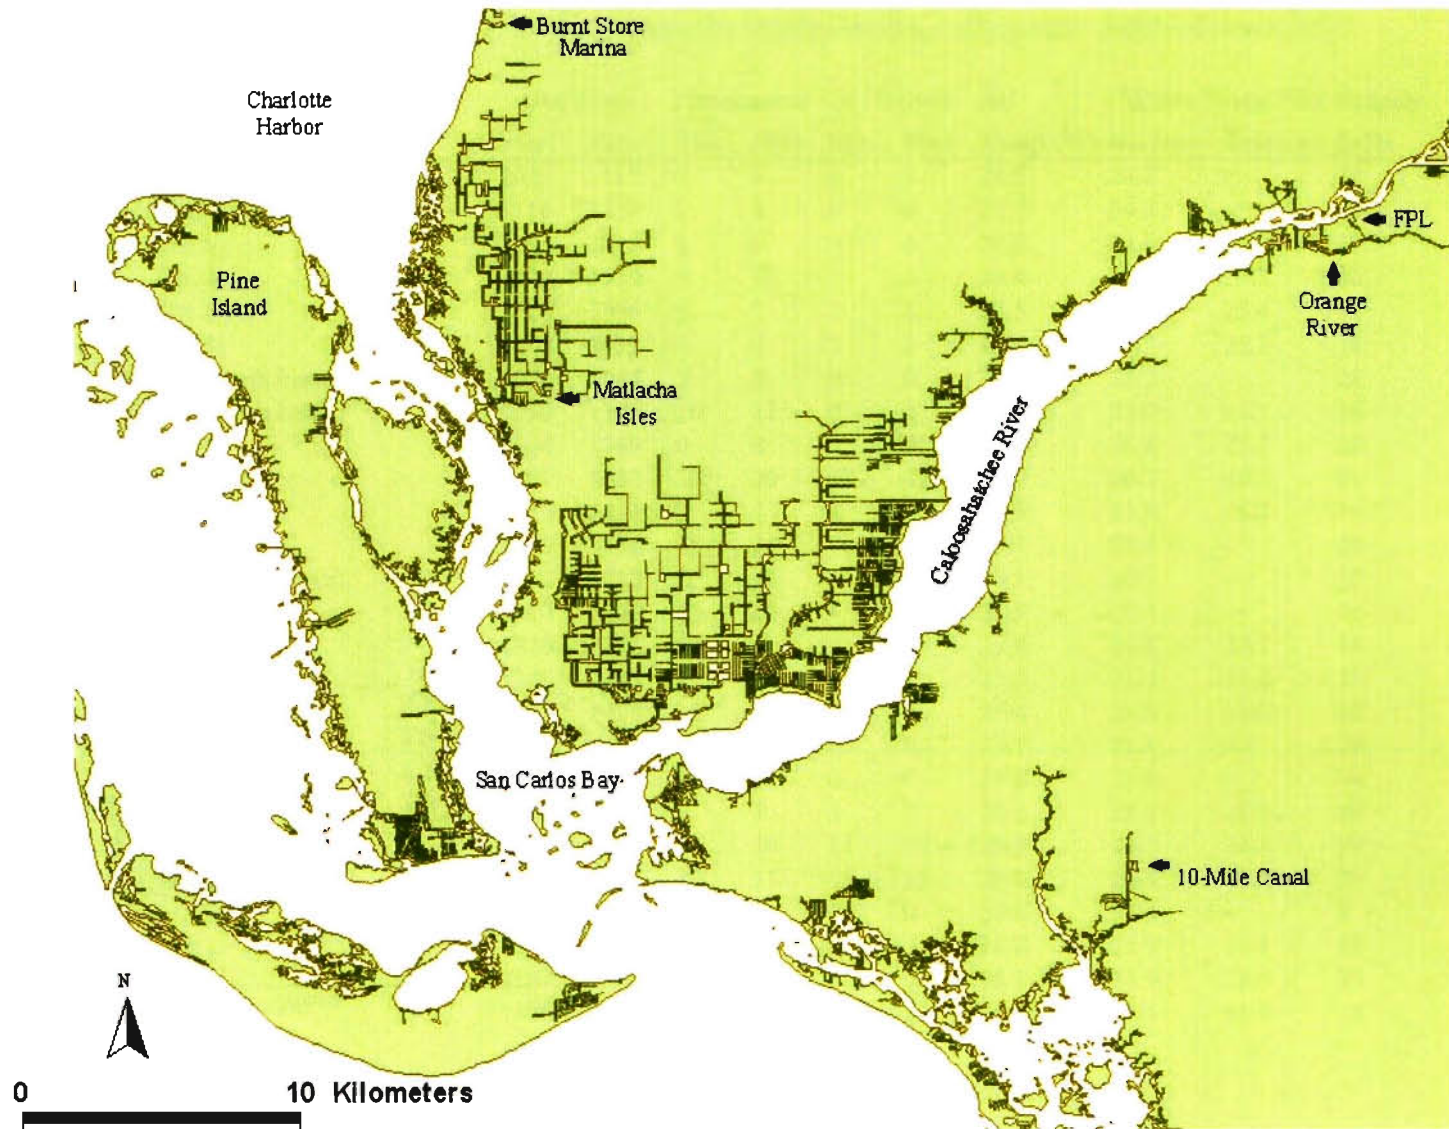 Burnt Store
Marina
Charlotte
Harbor
FPL
Pine
Island
Orange
River
Matlacha
Isles
Caloosahatchee River
San Carlos Bay
10-Mile Canal
N
0 10 Kilometers